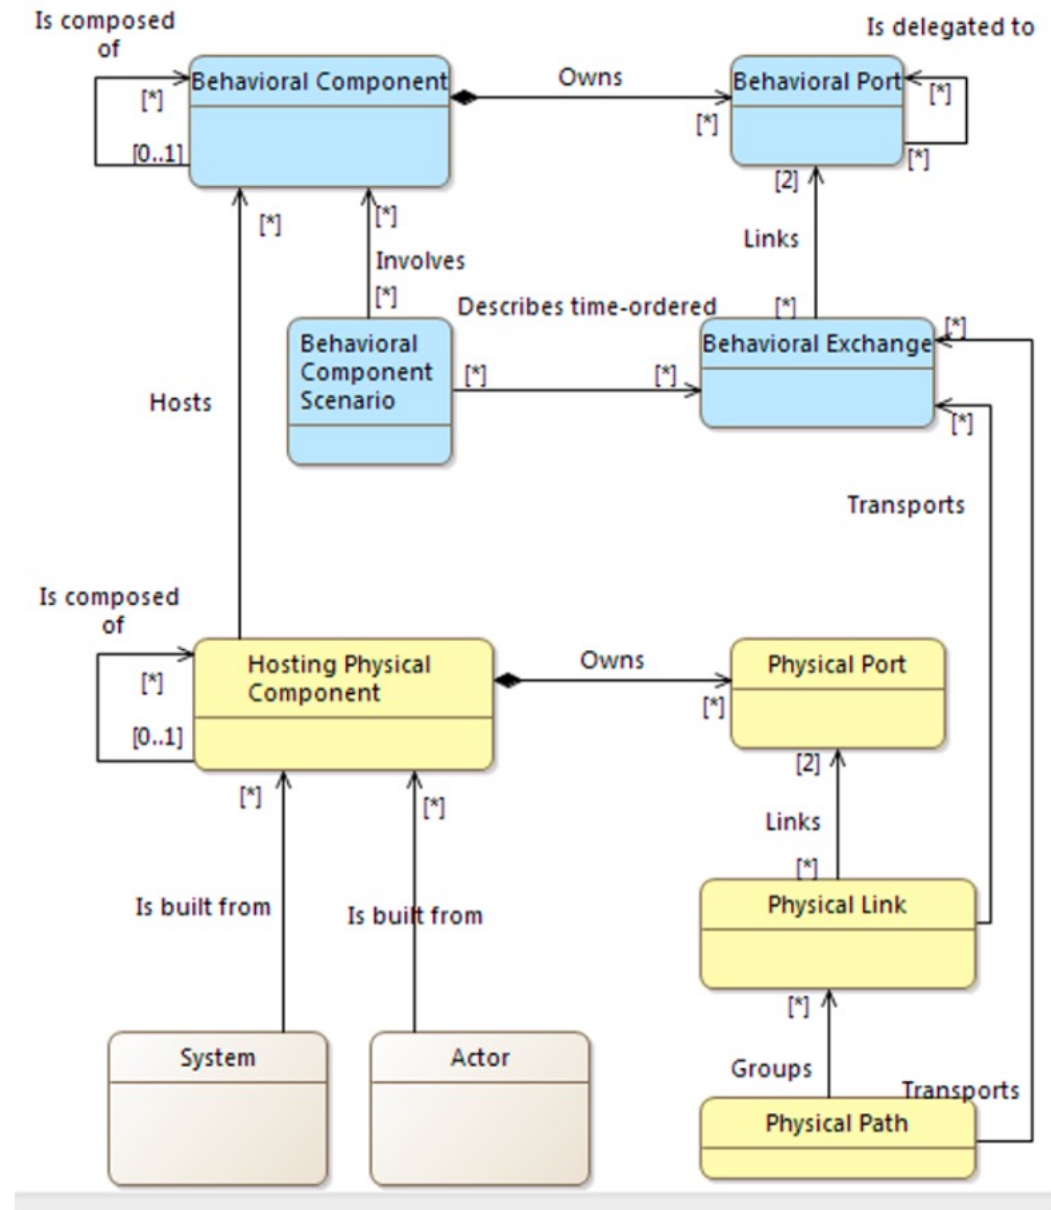 Is composed
of
Is delegated to
Behavioral Component
Owns
Behavioral Port
[*]
[*]
[*]
[0..1]
[*]
[2]
[*]
[*]
Links
Involves
[*]
Describes time-ordered
[*]
[*]
Behavioral
Component
Scenario
Behavioral Exchange
[*]
[*]
[*]
Hosts
Transports
Is composed
of
Hosting Physical
Component
Owns
Physical Port
[*]
[*]
[0..1]
[2]
[*]
[*]
Links
[*]
Is built from
Is built from
Physical Link
[*]
System
Actor
Groups
Transports
Physical Path